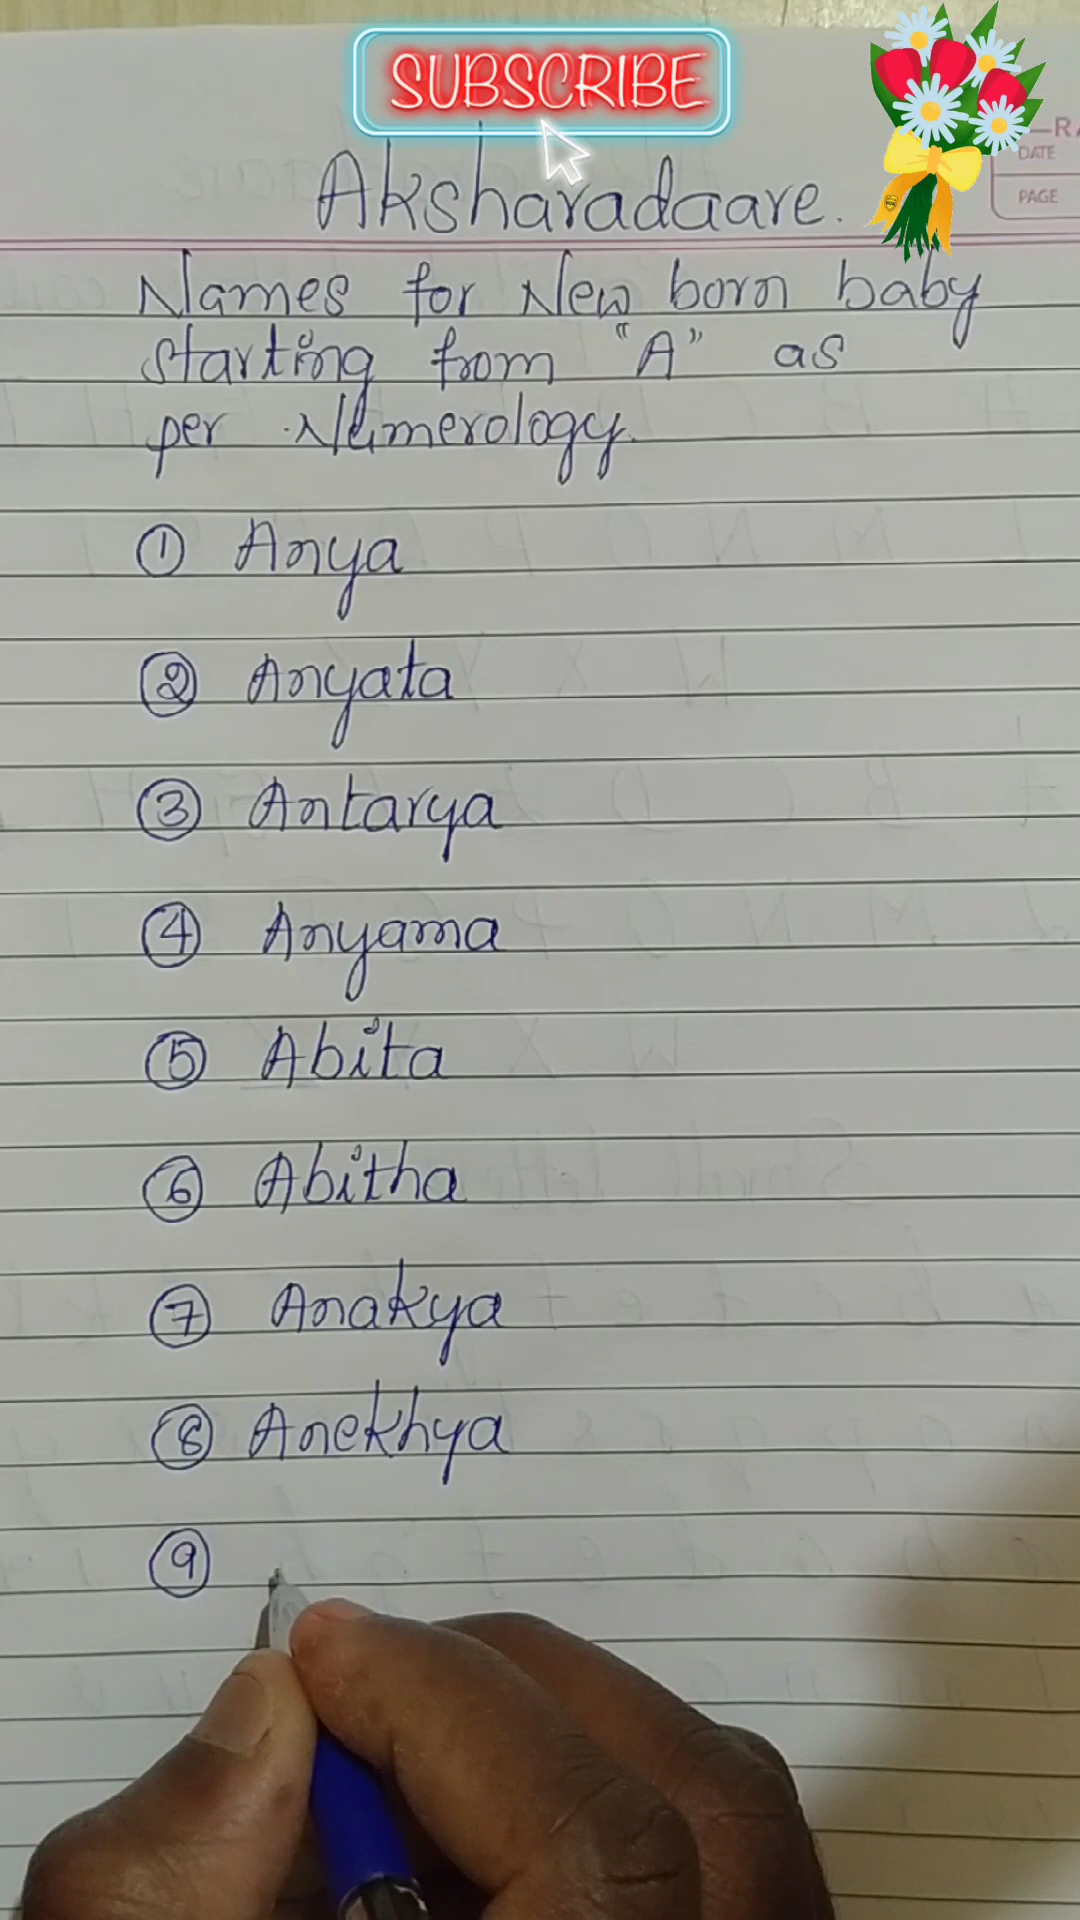 SUBSCRIBE
DATE
PAGE
Aksharadaare.
Names for New born baby
starting from "A" as
per Numerology.
① Anya
② Anyata
③ Antarya
④ Anyama
⑤ Abita
⑥ Abitha
⑦ Anakya
⑧ Anekhya
⑨